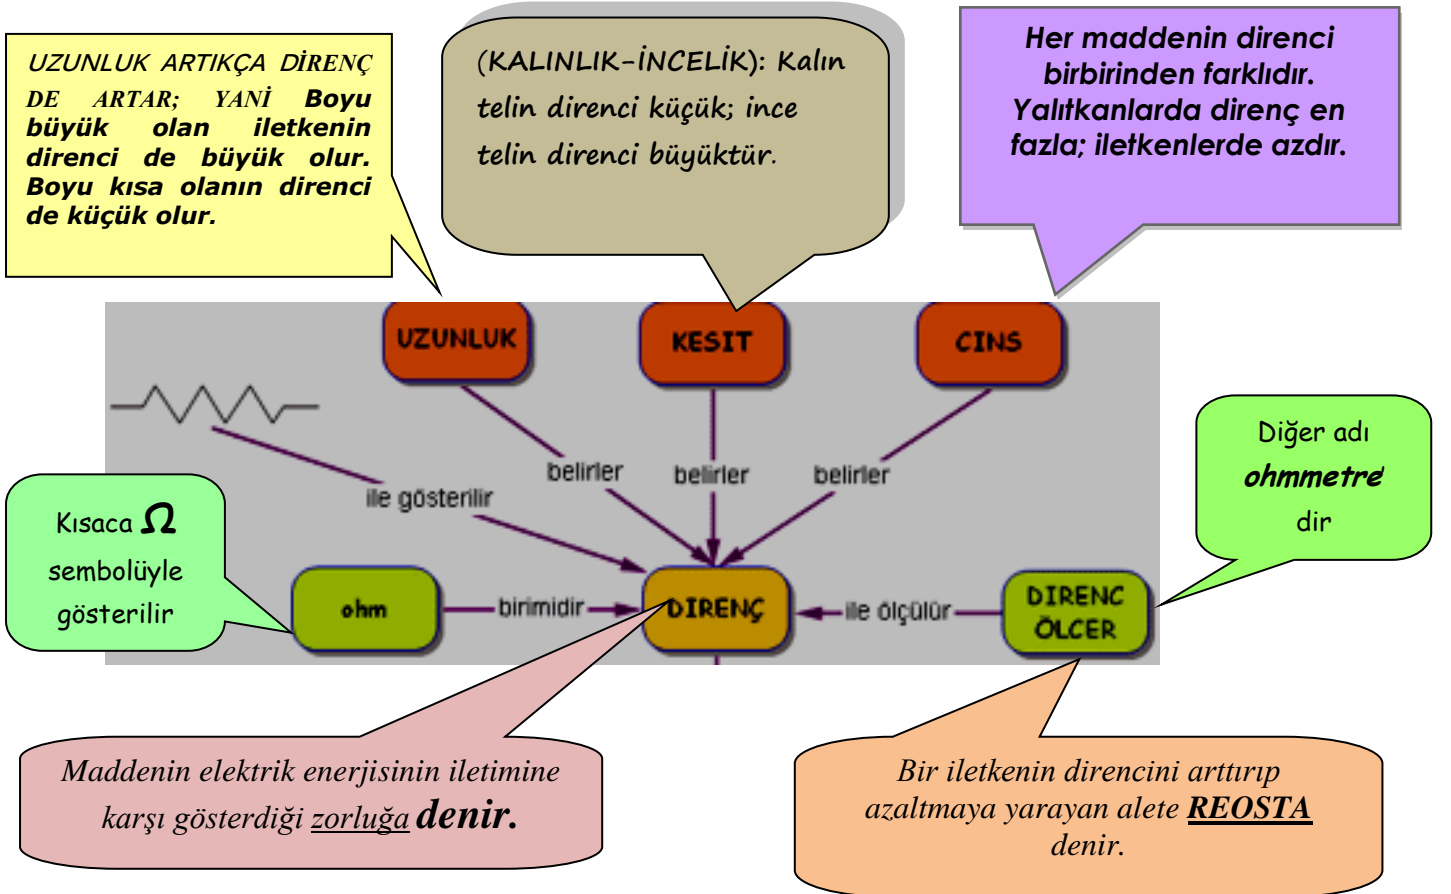 UZUNLUK ARTIKÇA DİRENÇ
DE ARTAR; YANİ Boyu
büyük olan iletkenin
direnci de büyük olur.
Boyu kısa olanın direnci
de küçük olur.
(KALINLIK-İNCELİK): Kalın
telin direnci küçük; ince
telin direnci büyüktür.
Her maddenin direnci
birbirinden farklıdır.
Yalıtkanlarda direnç en
fazla; iletkenlerde azdır.
UZUNLUK
KESIT
CINS
belirler
belirler
belirler
ile gösterilir
Diğer adı
ohmmetre'
dir
Kısaca Ω
sembolüyle
gösterilir
ohm
birimidir
DIRENÇ
ile ölçülür
DIRENC
ÖLCER
Maddenin elektrik enerjisinin iletimine
karşı gösterdiği zorluğa denir.
Bir iletkenin direncini arttırıp
azaltmaya yarayan alete REOSTA
denir.